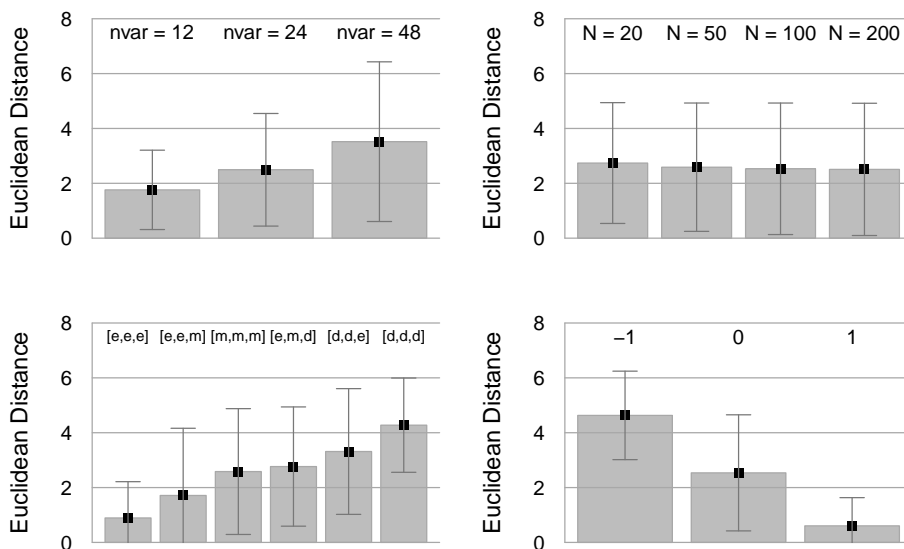 Euclidean Distance
8
6
4
2
0
nvar = 12 nvar = 24 nvar = 48
Euclidean Distance
8
6
4
2
0
N = 20 N = 50 N = 100 N = 200
Euclidean Distance
8
6
4
2
0
[e,e,e] [e,e,m] [m,m,m] [e,m,d] [d,d,e] [d,d,d]
Euclidean Distance
8
6
4
2
0
−1 0 1